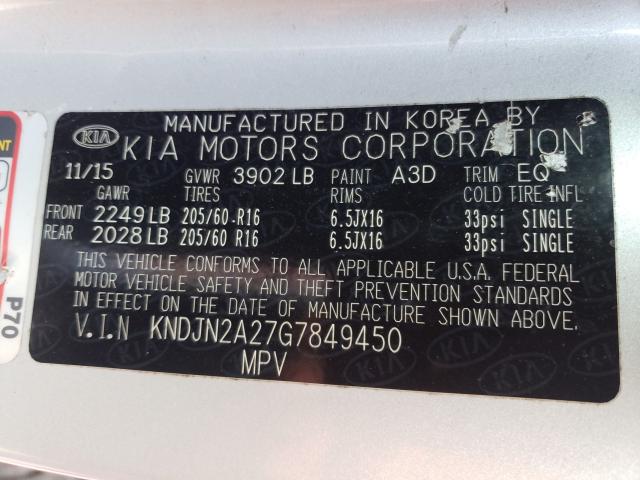 MANUFACTURED IN KOREA BY
KIA KIA MOTORS CORPORATION
11/15 GVWR 3902 LB PAINT A3D TRIM EQ
GAWR TIRES RIMS COLD TIRE INFL
FRONT 2249 LB 205/60 R16 6.5JX16 33psi SINGLE
REAR 2028 LB 205/60 R16 6.5JX16 33psi SINGLE
THIS VEHICLE CONFORMS TO ALL APPLICABLE U.S.A. FEDERAL
MOTOR VEHICLE SAFETY AND THEFT PREVENTION STANDARDS
IN EFFECT ON THE DATE OF MANUFACTURE SHOWN ABOVE.
V.I.N KNDJN2A27G7849450
MPV
P70